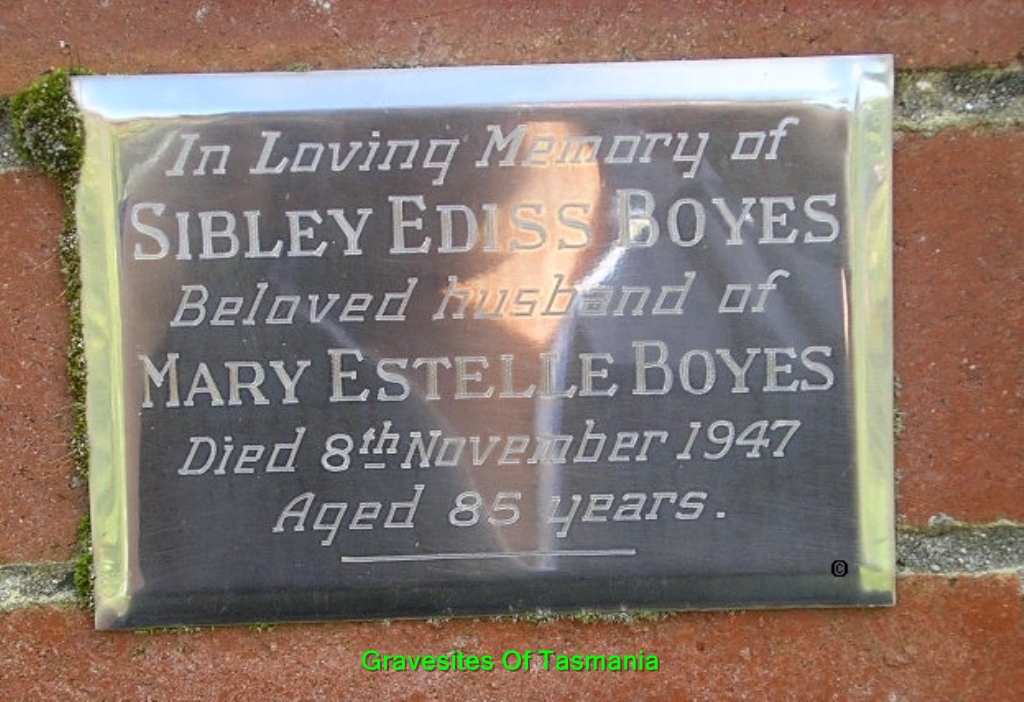 In Loving Memory of
SIBLEY EDISS BOYES
Beloved husband of
MARY ESTELLE BOYES
Died 8th November 1947
Aged 85 years.
©
Gravesites Of Tasmania